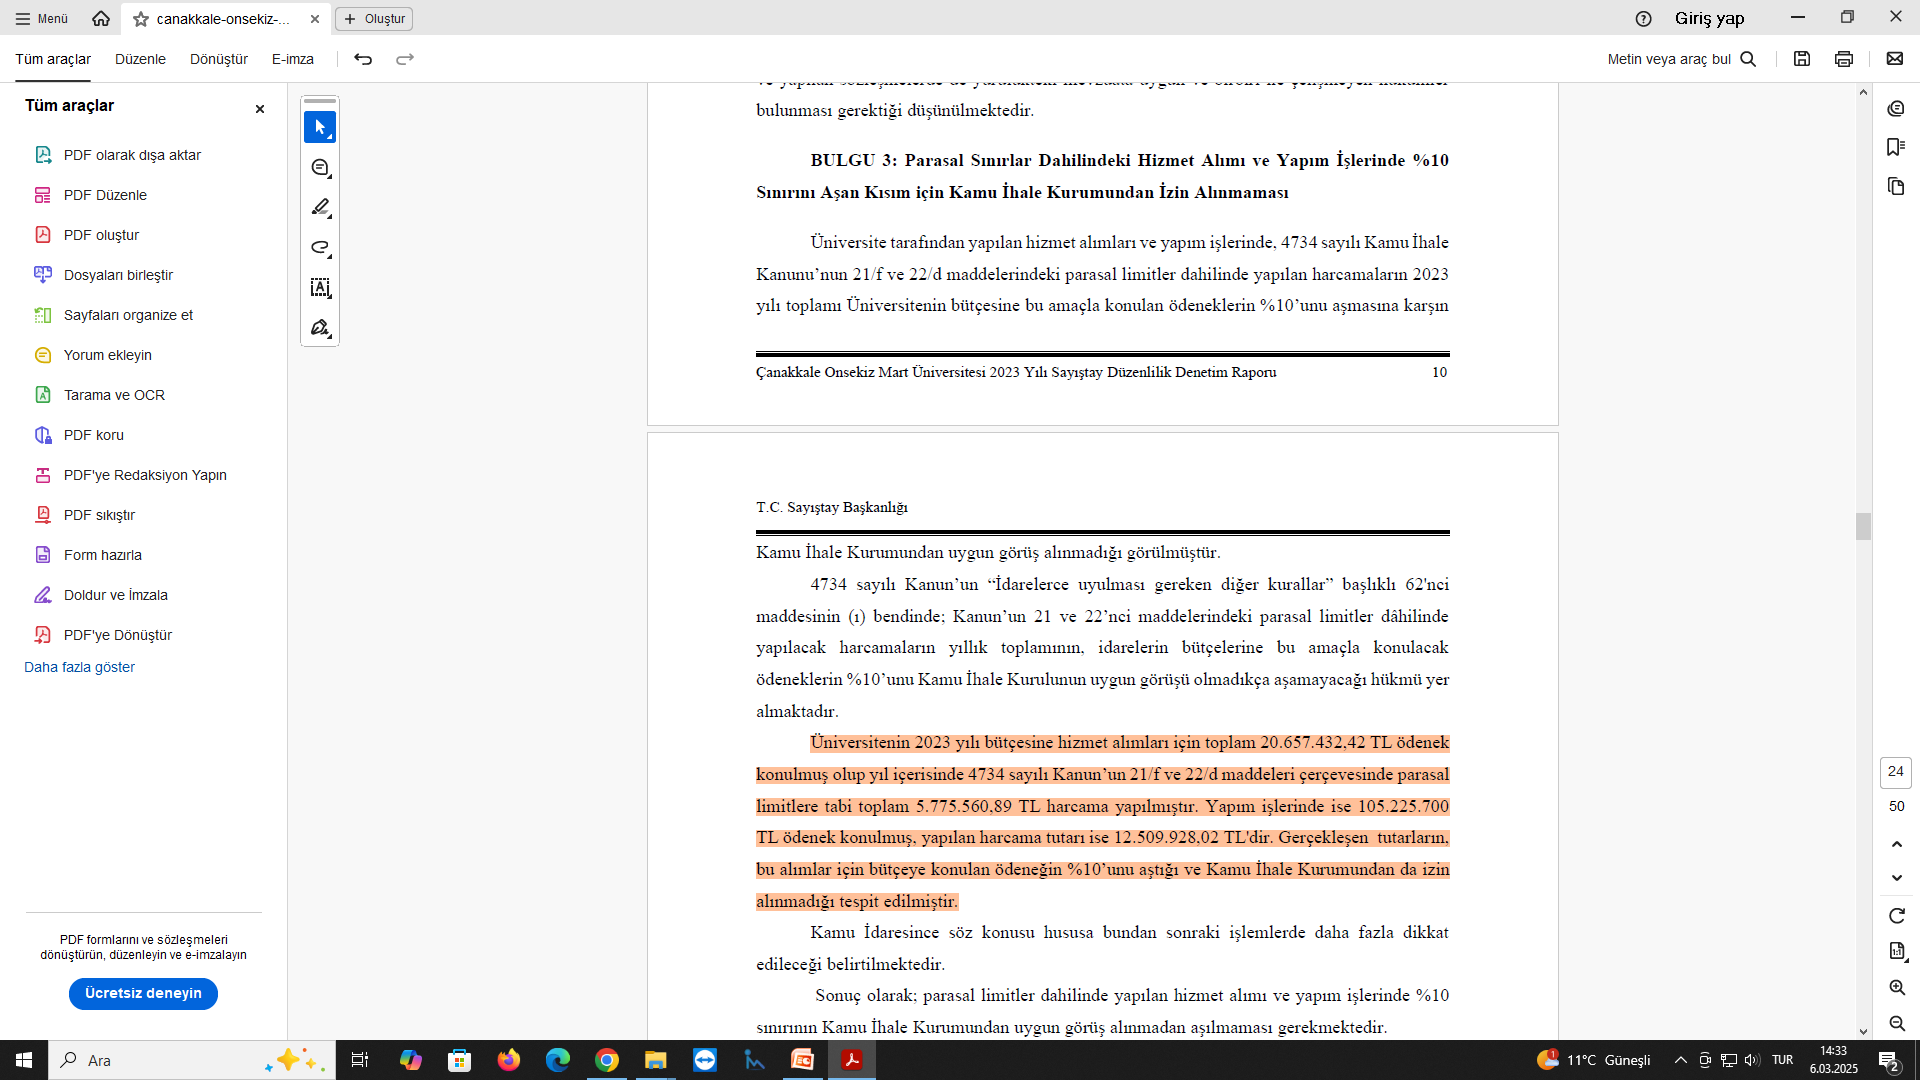 Menü
canakkale-onsekiz-...
Oluştur
Giriş yap
Tüm araçlar
Düzenle
Dönüştür
E-imza
Metin veya araç bul
Tüm araçlar
PDF olarak dışa aktar
PDF Düzenle
PDF oluştur
Dosyaları birleştir
Sayfaları organize et
Yorum ekleyin
Tarama ve OCR
PDF koru
PDF'ye Redaksiyon Yapın
PDF sıkıştır
Form hazırla
Doldur ve İmzala
PDF'ye Dönüştür
Daha fazla göster
PDF formlarını ve sözleşmeleri
dönüştürün, düzenleyin ve e-imzalayın
Ücretsiz deneyin
bulunması gerektiği düşünülmektedir.
BULGU 3: Parasal Sınırlar Dahilindeki Hizmet Alımı ve Yapım İşlerinde %10
Sınırını Aşan Kısım için Kamu İhale Kurumundan İzin Alınmaması
Üniversite tarafından yapılan hizmet alımları ve yapım işlerinde, 4734 sayılı Kamu İhale
Kanunu’nun 21/f ve 22/d maddelerindeki parasal limitler dahilinde yapılan harcamaların 2023
yılı toplamı Üniversitenin bütçesine bu amaçla konulan ödeneklerin %10’unu aşmasına karşın
Çanakkale Onsekiz Mart Üniversitesi 2023 Yılı Sayıştay Düzenlilik Denetim Raporu 10
T.C. Sayıştay Başkanlığı
Kamu İhale Kurumundan uygun görüş alınmadığı görülmüştür.
4734 sayılı Kanun’un “İdarelerce uyulması gereken diğer kurallar” başlıklı 62'nci
maddesinin (ı) bendinde; Kanun’un 21 ve 22’nci maddelerindeki parasal limitler dâhilinde
yapılacak harcamaların yıllık toplamının, idarelerin bütçelerine bu amaçla konulacak
ödeneklerin %10’unu Kamu İhale Kurulunun uygun görüşü olmadıkça aşamayacağı hükmü yer
almaktadır.
Üniversitenin 2023 yılı bütçesine hizmet alımları için toplam 20.657.432,42 TL ödenek
konulmuş olup yıl içerisinde 4734 sayılı Kanun’un 21/f ve 22/d maddeleri çerçevesinde parasal
limitlere tabi toplam 5.775.560,89 TL harcama yapılmıştır. Yapım işlerinde ise 105.225.700
TL ödenek konulmuş, yapılan harcama tutarı ise 12.509.928,02 TL'dir. Gerçekleşen tutarların,
bu alımlar için bütçeye konulan ödeneğin %10’unu aştığı ve Kamu İhale Kurumundan da izin
alınmadığı tespit edilmiştir.
Kamu İdaresince söz konusu hususa bundan sonraki işlemlerde daha fazla dikkat
edileceği belirtilmektedir.
Sonuç olarak; parasal limitler dahilinde yapılan hizmet alımı ve yapım işlerinde %10
sınırının Kamu İhale Kurumundan uygun görüş alınmadan aşılmaması gerekmektedir.
24
50
Ara
11°C Güneşli
TUR
14:33
6.03.2025
2